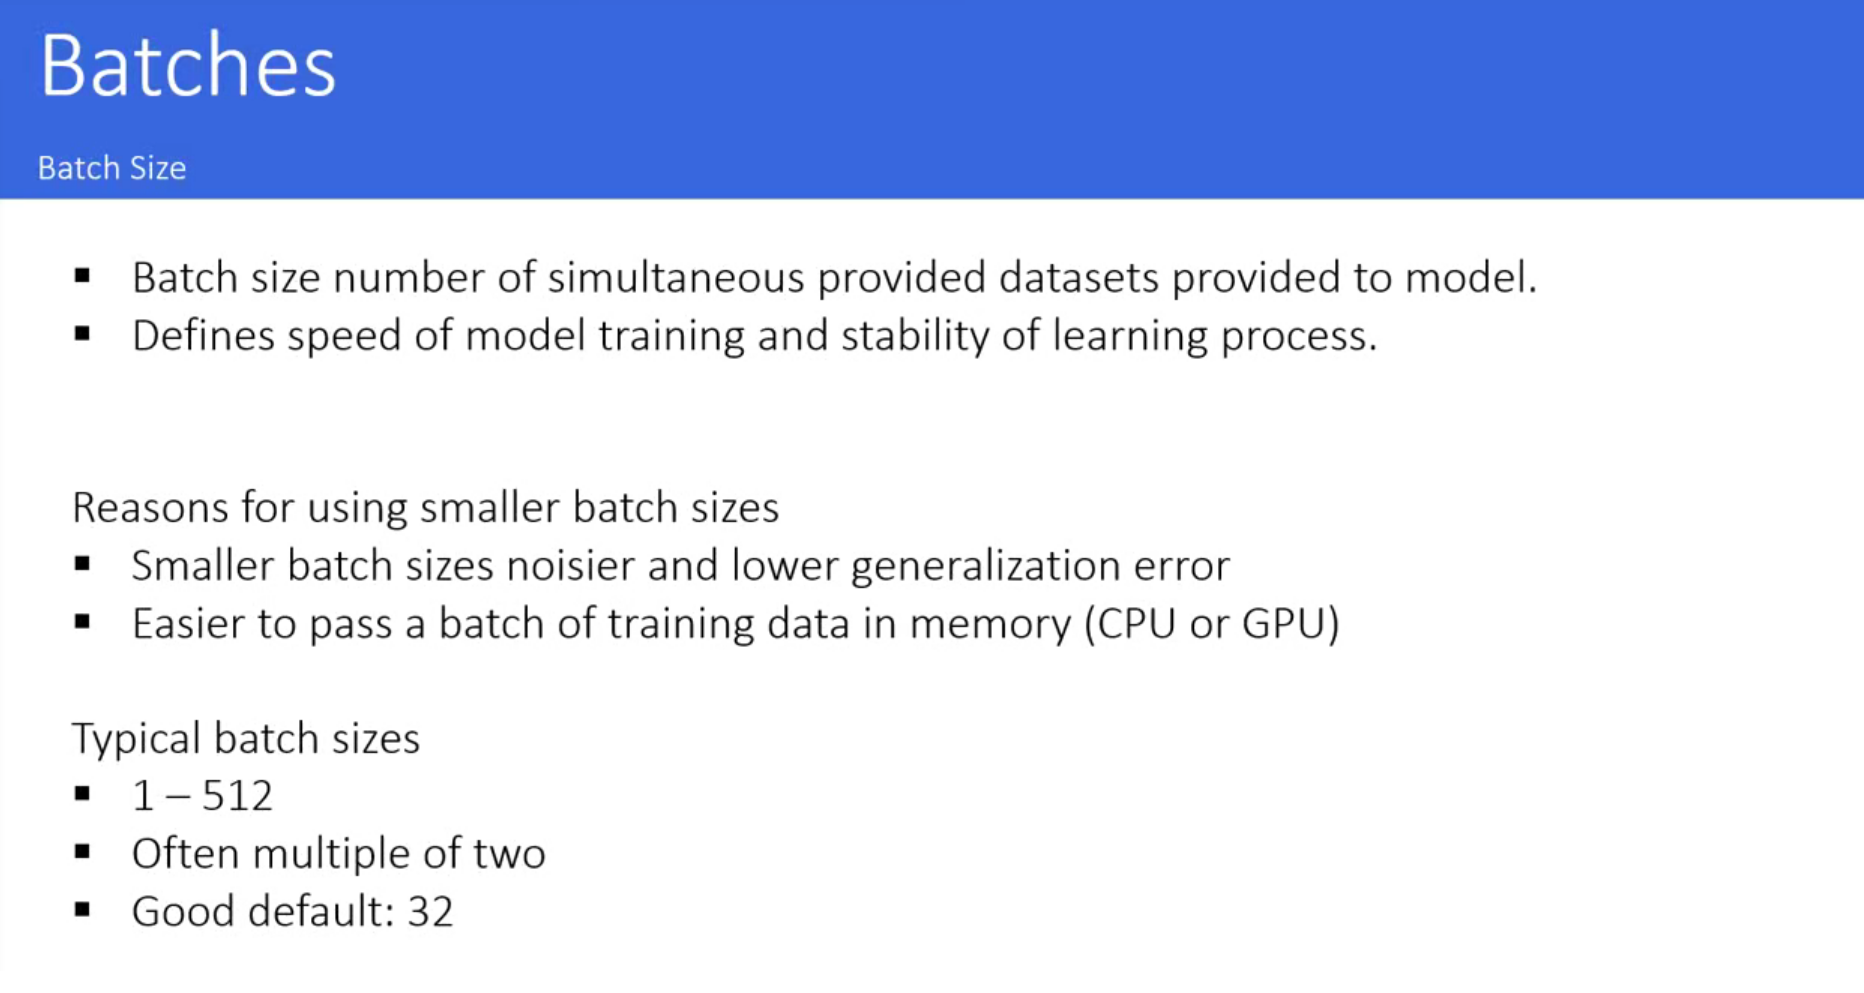 Batches
Batch Size
▪ Batch size number of simultaneous provided datasets provided to model.
▪ Defines speed of model training and stability of learning process.
Reasons for using smaller batch sizes
▪ Smaller batch sizes noisier and lower generalization error
▪ Easier to pass a batch of training data in memory (CPU or GPU)
Typical batch sizes
▪ 1 – 512
▪ Often multiple of two
▪ Good default: 32